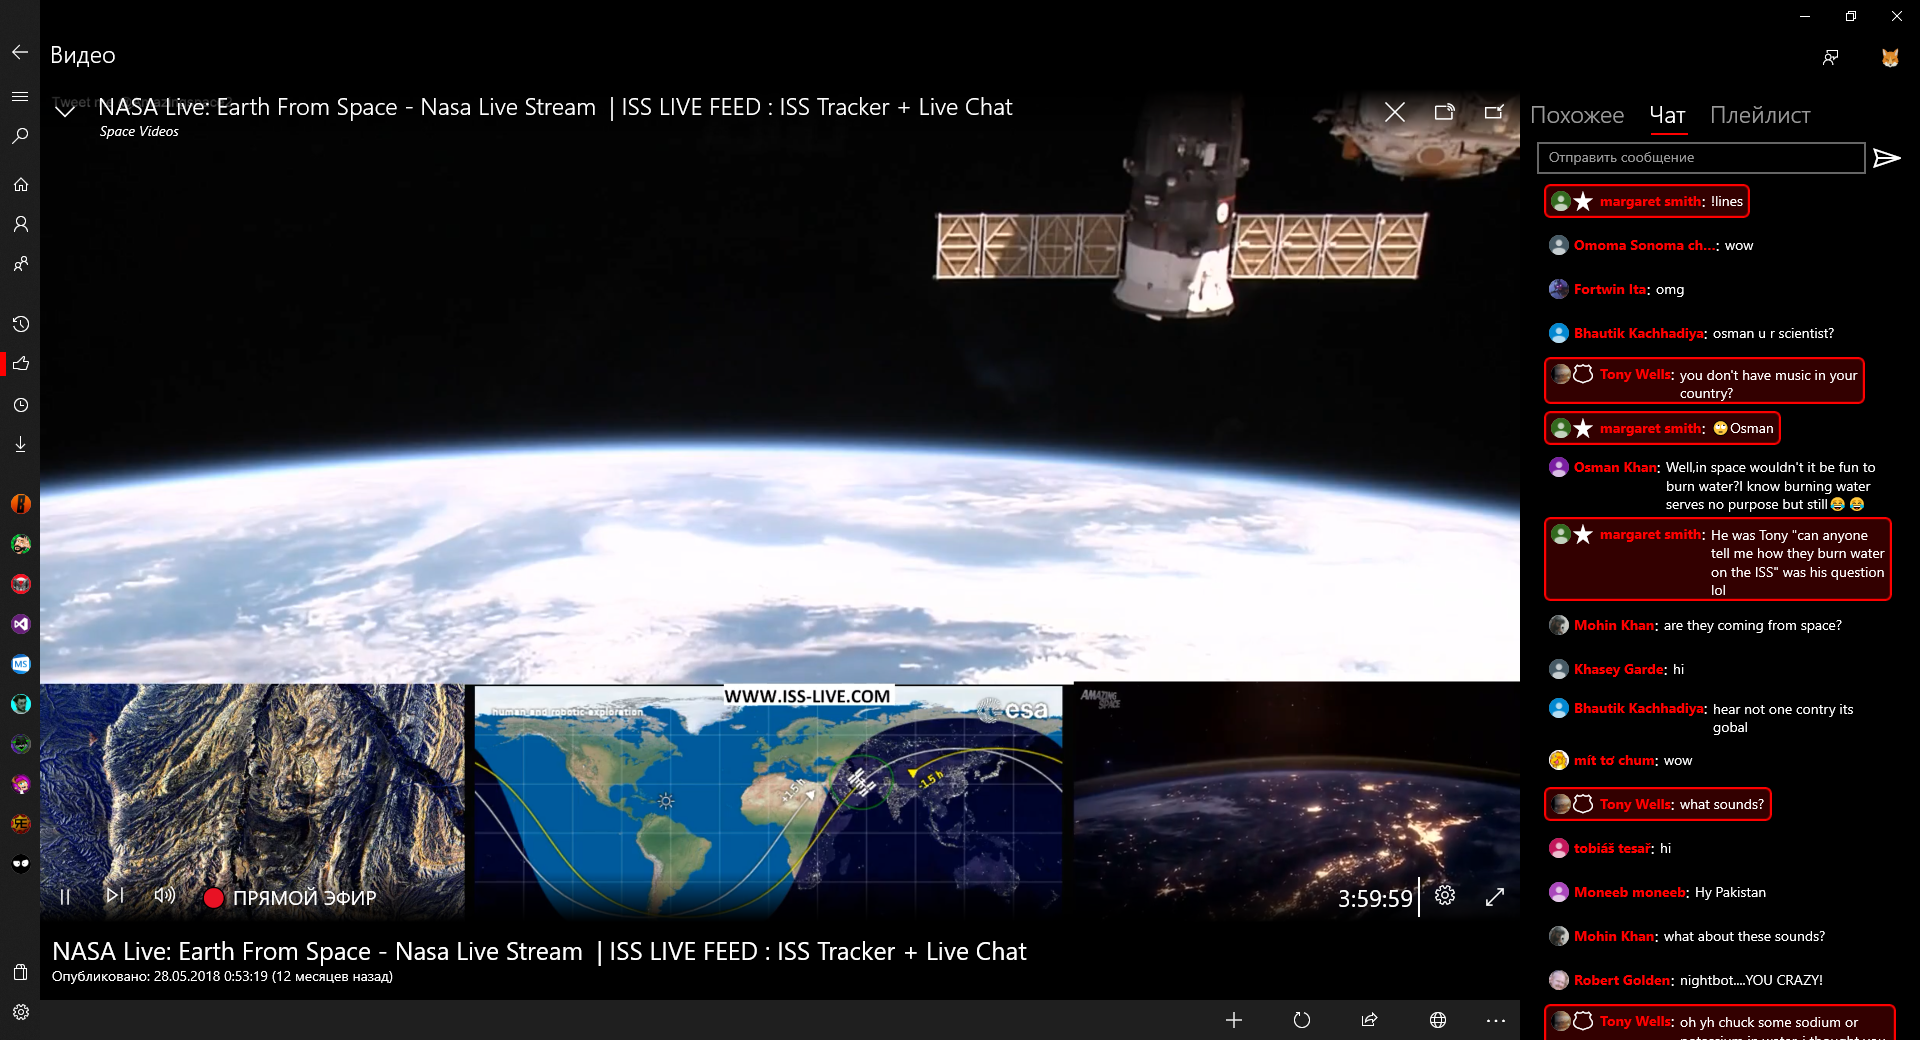 Видео
NASA Live: Earth From Space - Nasa Live Stream | ISS LIVE FEED : ISS Tracker + Live Chat
Space Videos
Похожее Чат Плейлист
Отправить сообщение
margaret smith: !lines
Omoma Sonoma ch...: wow
Fortwin Ita: omg
Bhautik Kachhadiya: osman u r scientist?
Tony Wells: you don't have music in your
country?
margaret smith: 🙄Osman
Osman Khan: Well,in space wouldn't it be fun to
burn water?I know burning water
serves no purpose but still😂 😂
margaret smith: He was Tony "can anyone
tell me how they burn water
on the ISS" was his question
lol
Mohin Khan: are they coming from space?
Khasey Garde: hi
Bhautik Kachhadiya: hear not one contry its
gobal
mít tơ chum: wow
Tony Wells: what sounds?
tobiáš tesař: hi
Moneeb moneeb: Hy Pakistan
Mohin Khan: what about these sounds?
Robert Golden: nightbot....YOU CRAZY!
Tony Wells: oh yh chuck some sodium or
MS
WWW.ISS-LIVE.COM
human and robotic exploration
esa
+1.5 h
-1.5 h
AMAZING
SPACE
ПРЯМОЙ ЭФИР
3:59:59
NASA Live: Earth From Space - Nasa Live Stream | ISS LIVE FEED : ISS Tracker + Live Chat
Опубликовано: 28.05.2018 0:53:19 (12 месяцев назад)